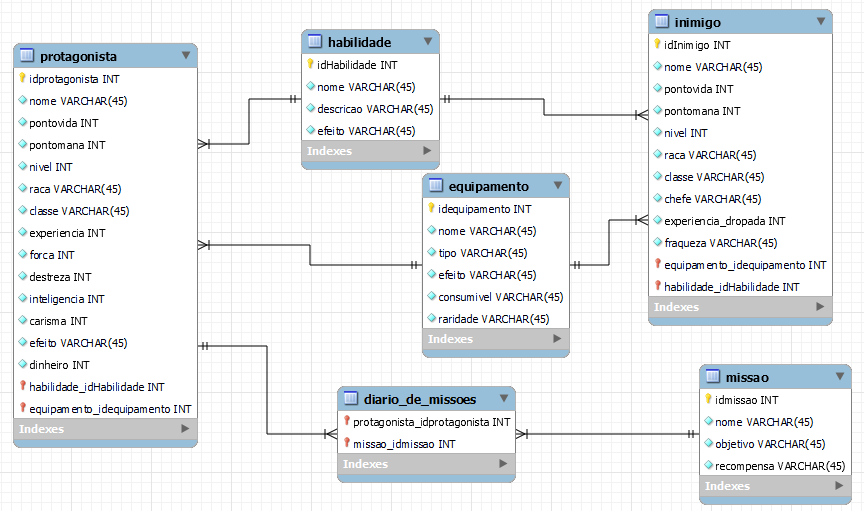 protagonista
idprotagonista INT
nome VARCHAR(45)
pontovida INT
pontomana INT
nivel INT
raca VARCHAR(45)
classe VARCHAR(45)
experiencia INT
forca INT
destreza INT
inteligencia INT
carisma INT
efeito VARCHAR(45)
dinheiro INT
habilidade_idHabilidade INT
equipamento_idequipamento INT
Indexes
habilidade
idHabilidade INT
nome VARCHAR(45)
descricao VARCHAR(45)
efeito VARCHAR(45)
Indexes
equipamento
idequipamento INT
nome VARCHAR(45)
tipo VARCHAR(45)
efeito VARCHAR(45)
consumivel VARCHAR(45)
raridade VARCHAR(45)
Indexes
inimigo
idInimigo INT
nome VARCHAR(45)
pontovida INT
pontomana INT
nivel INT
raca VARCHAR(45)
classe VARCHAR(45)
chefe VARCHAR(45)
experiencia_dropada INT
fraqueza VARCHAR(45)
equipamento_idequipamento INT
habilidade_idHabilidade INT
Indexes
diario_de_missoes
protagonista_idprotagonista INT
missao_idmissao INT
Indexes
missao
idmissao INT
nome VARCHAR(45)
objetivo VARCHAR(45)
recompensa VARCHAR(45)
Indexes